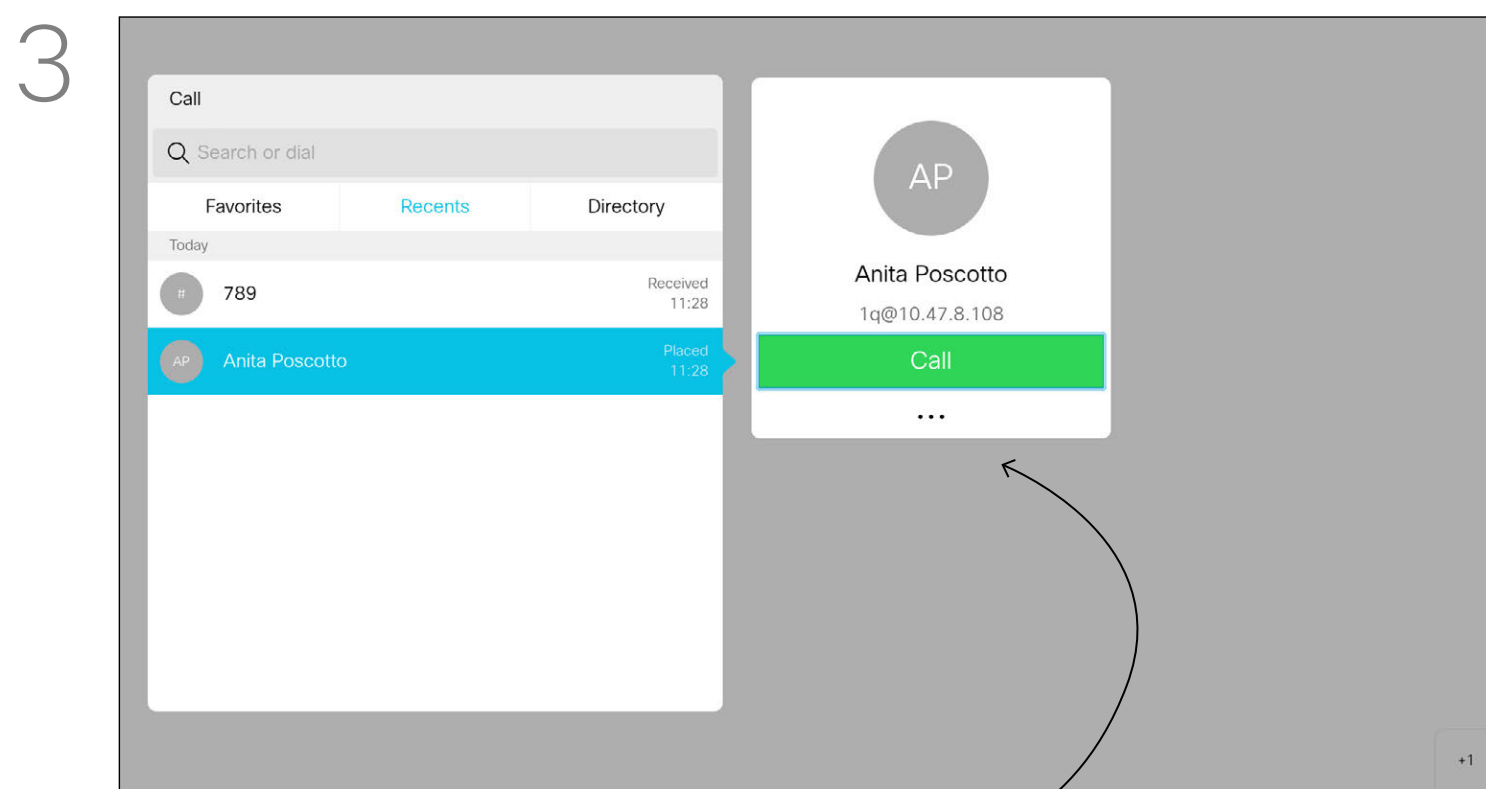 3
Call
Search or dial
Favorites Recents Directory
Today
# 789 Received
11:28
AP Anita Poscotto Placed
11:28
AP
Anita Poscotto
1q@10.47.8.108
Call
...
+1